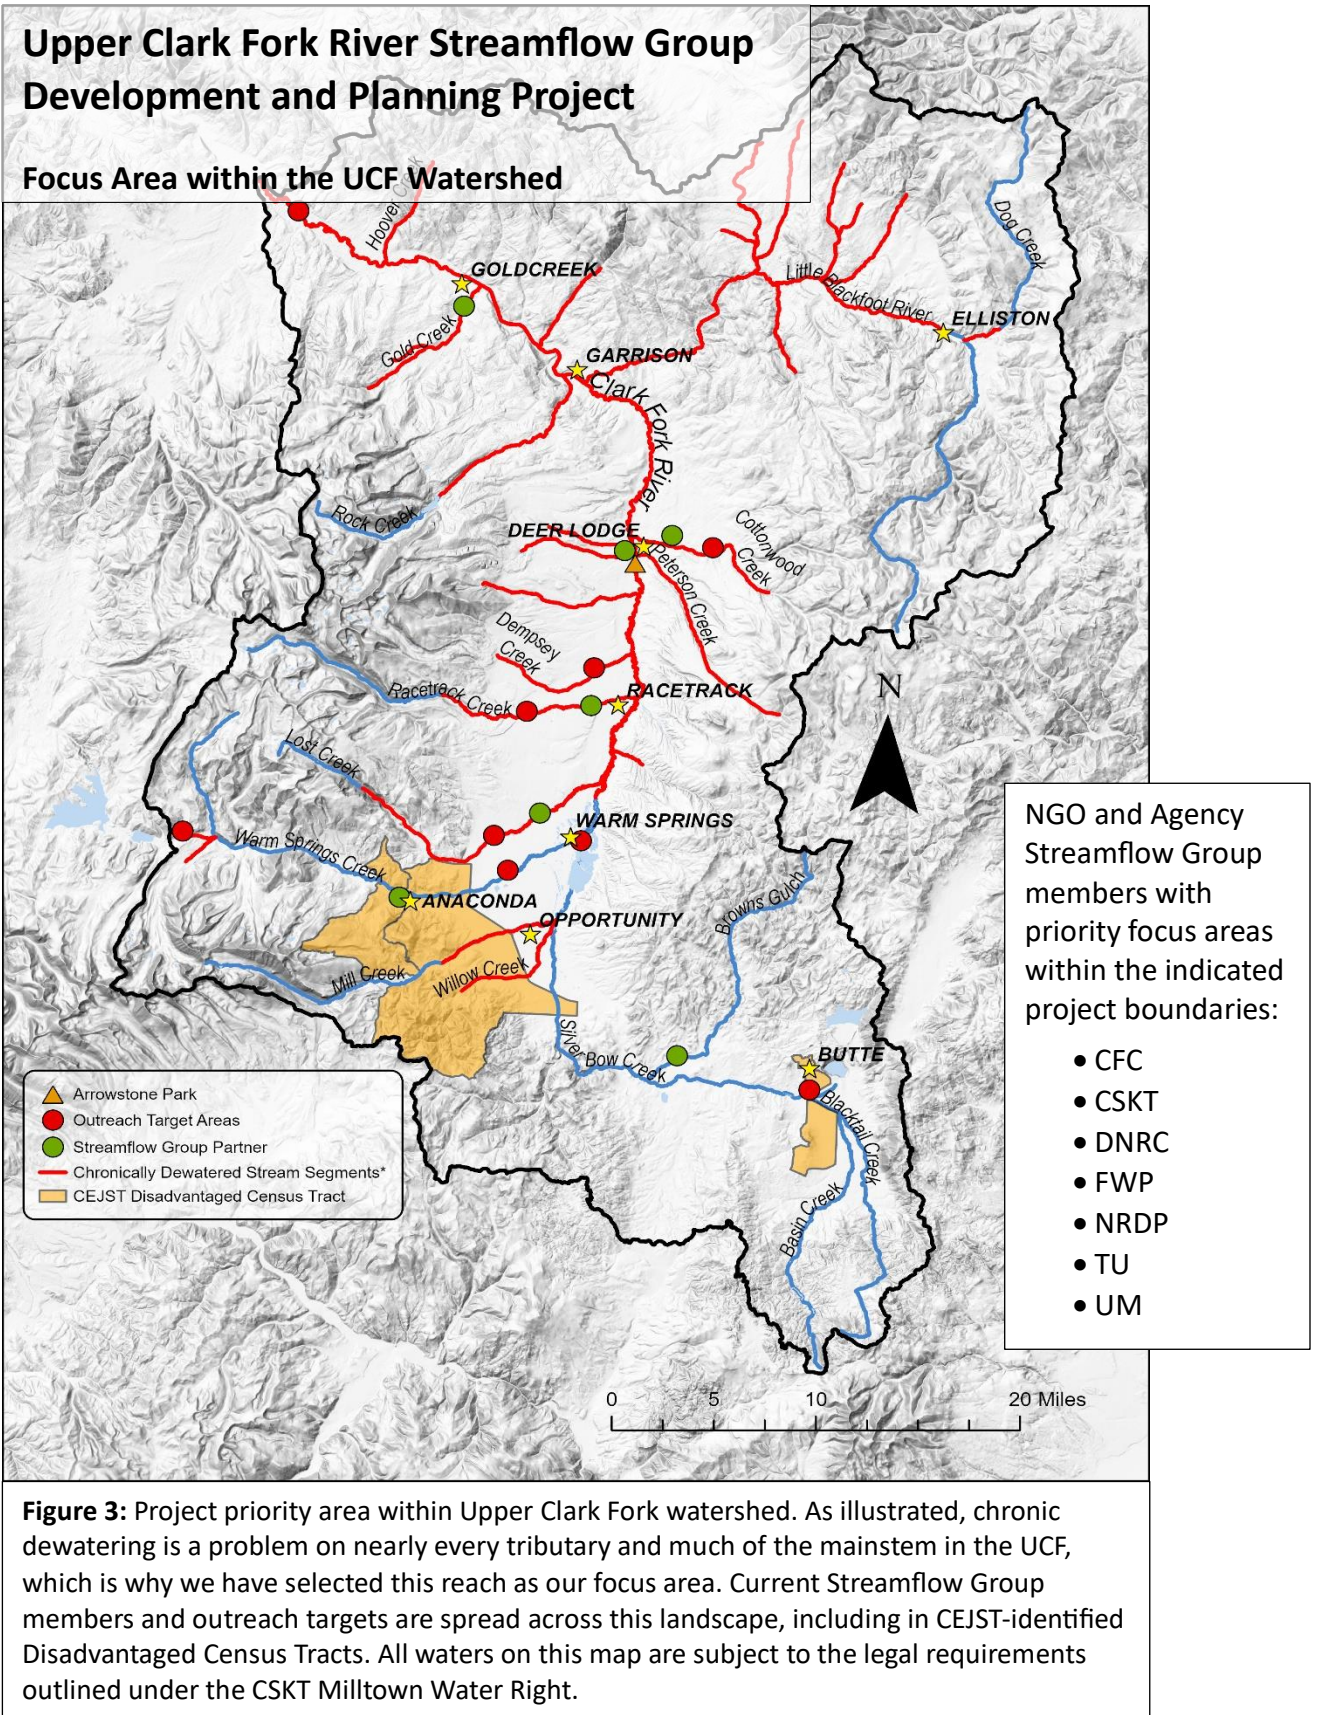 Upper Clark Fork River Streamflow Group
Development and Planning Project
Focus Area within the UCF Watershed
Hoover Creek
GOLDCREEK
Gold Creek
GARRISON
Clark Fork River
Little Blackfoot River
Dog Creek
ELLISTON
Rock Creek
DEER LODGE
Cottonwood
Creek
Peterson Creek
Dempsey
Creek
RACETRACK
Racetrack Creek
N
Lost Creek
WARM SPRINGS
Warm Springs Creek
ANACONDA
OPPORTUNITY
Mill Creek
Willow Creek
Browns Gulch
Silver Bow Creek
BUTTE
Blacktail Creek
Basin Creek
Arrowstone Park
Outreach Target Areas
Streamflow Group Partner
Chronically Dewatered Stream Segments*
CEJST Disadvantaged Census Tract
0 5 10 20 Miles
NGO and Agency
Streamflow Group
members with
priority focus areas
within the indicated
project boundaries:
• CFC
• CSKT
• DNRC
• FWP
• NRDP
• TU
• UM
Figure 3: Project priority area within Upper Clark Fork watershed. As illustrated, chronic
dewatering is a problem on nearly every tributary and much of the mainstem in the UCF,
which is why we have selected this reach as our focus area. Current Streamflow Group
members and outreach targets are spread across this landscape, including in CEJST-identified
Disadvantaged Census Tracts. All waters on this map are subject to the legal requirements
outlined under the CSKT Milltown Water Right.